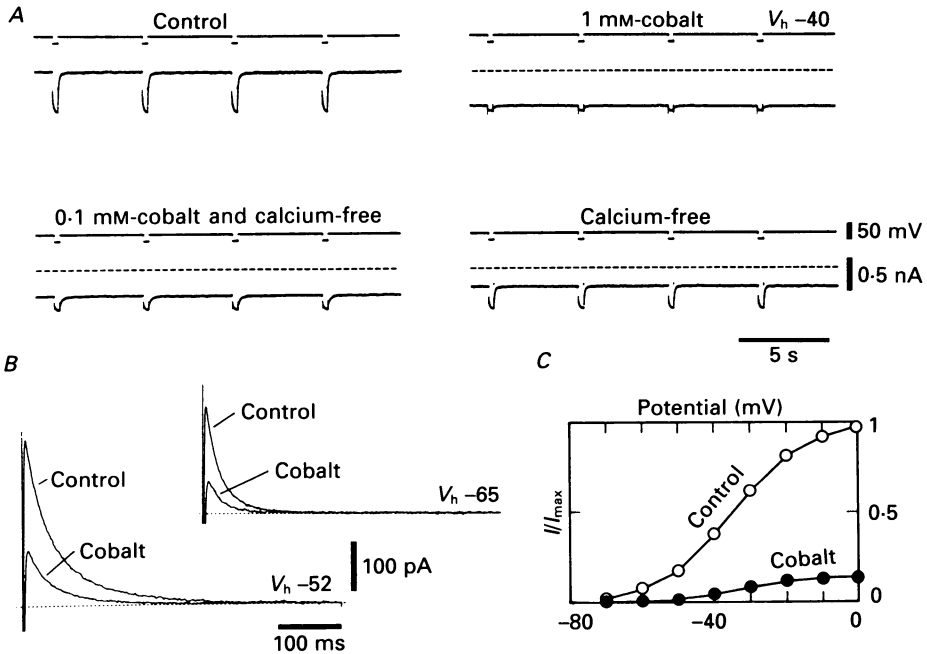 A
Control
1 mM-cobalt
Vh –40
0·1 mM-cobalt and calcium-free
Calcium-free
50 mV
0·5 nA
5 s
B
Control
Cobalt
Vh –65
Control
Cobalt
Vh –52
100 pA
100 ms
C
Potential (mV)
1
0·5
0
I/Imax
Control
Cobalt
–80
–40
0